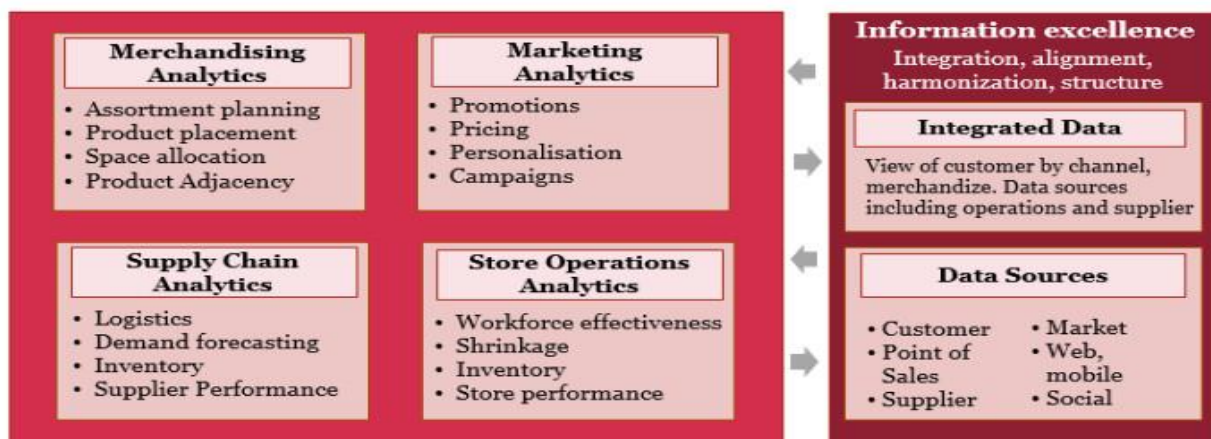 Merchandising
Analytics
• Assortment planning
• Product placement
• Space allocation
• Product Adjacency
Marketing
Analytics
• Promotions
• Pricing
• Personalisation
• Campaigns
Supply Chain
Analytics
• Logistics
• Demand forecasting
• Inventory
• Supplier Performance
Store Operations
Analytics
• Workforce effectiveness
• Shrinkage
• Inventory
• Store performance
Information excellence
Integration, alignment,
harmonization, structure
Integrated Data
View of customer by channel,
merchandize. Data sources
including operations and supplier
Data Sources
• Customer
• Point of
Sales
• Supplier
• Market
• Web,
mobile
• Social